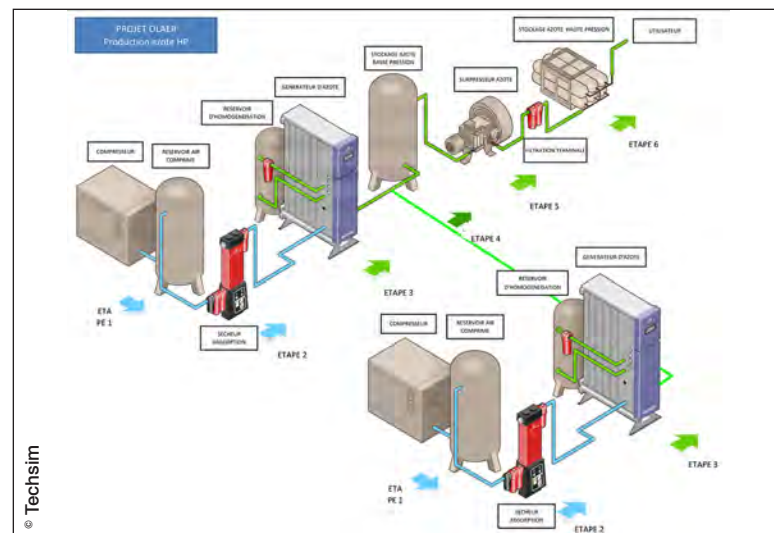 PROJET OLAER
Production azote HP
STOCKAGE AZOTE HAUTE PRESSION
UTILISATEUR
STOCKAGE AZOTE
BASSE PRESSION
SURPRESSEUR AZOTE
GENERATEUR D'AZOTE
RESERVOIR
D'HOMOGENEISATION
COMPRESSEUR
RESERVOIR AIR
COMPRIME
FILTRATION TERMINALE
ETAPE 6
ETAPE 5
ETAPE 4
ETAPE 3
ETA
PE 1
SECHEUR
D'ADSORPTION
ETAPE 2
GENERATEUR D'AZOTE
RESERVOIR
D'HOMOGENEISATION
COMPRESSEUR
RESERVOIR AIR
COMPRIME
ETAPE 3
ETA
PE 1
SECHEUR
D'ADSORPTION
ETAPE 2
© Techsim